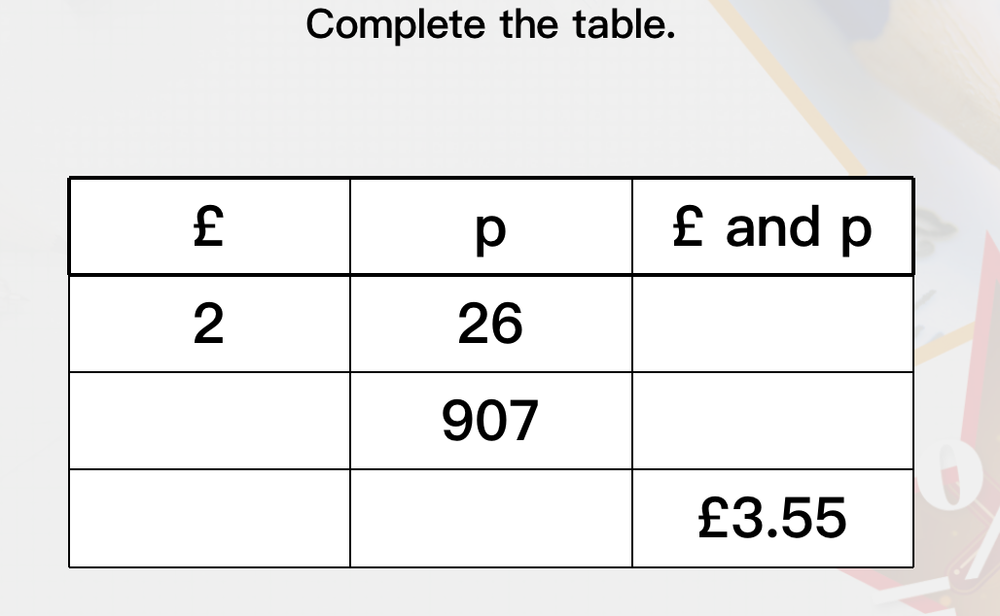 Complete the table.
£ p £ and p
2 26
907
£3.55